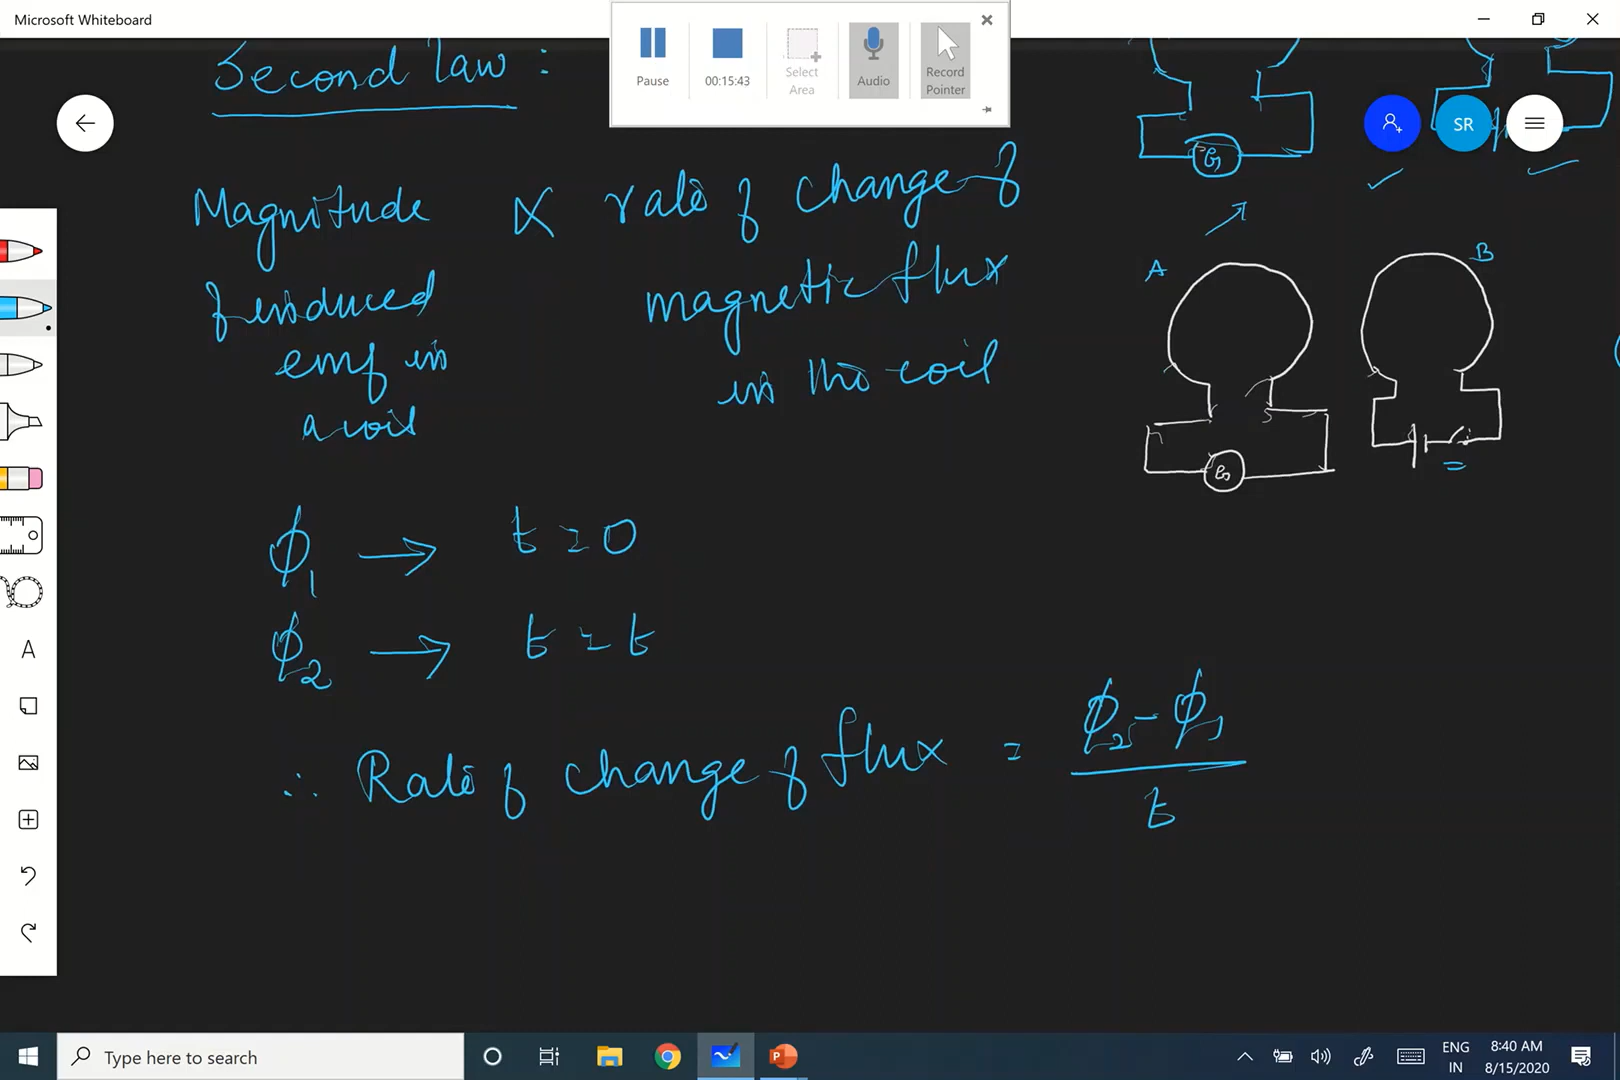 Microsoft Whiteboard
Pause
00:15:43
Select
Area
Audio
Record
Pointer
SR
Second law :
Magnitude ∝ rate of change of
of induced magnetic flux
emf in in the coil
a coil
A
B
G
G
ϕ1 → t = 0
ϕ2 → t = t
∴ Rate of change of flux = ϕ2 - ϕ1
t
A
Type here to search
P
ENG
IN
8:40 AM
8/15/2020